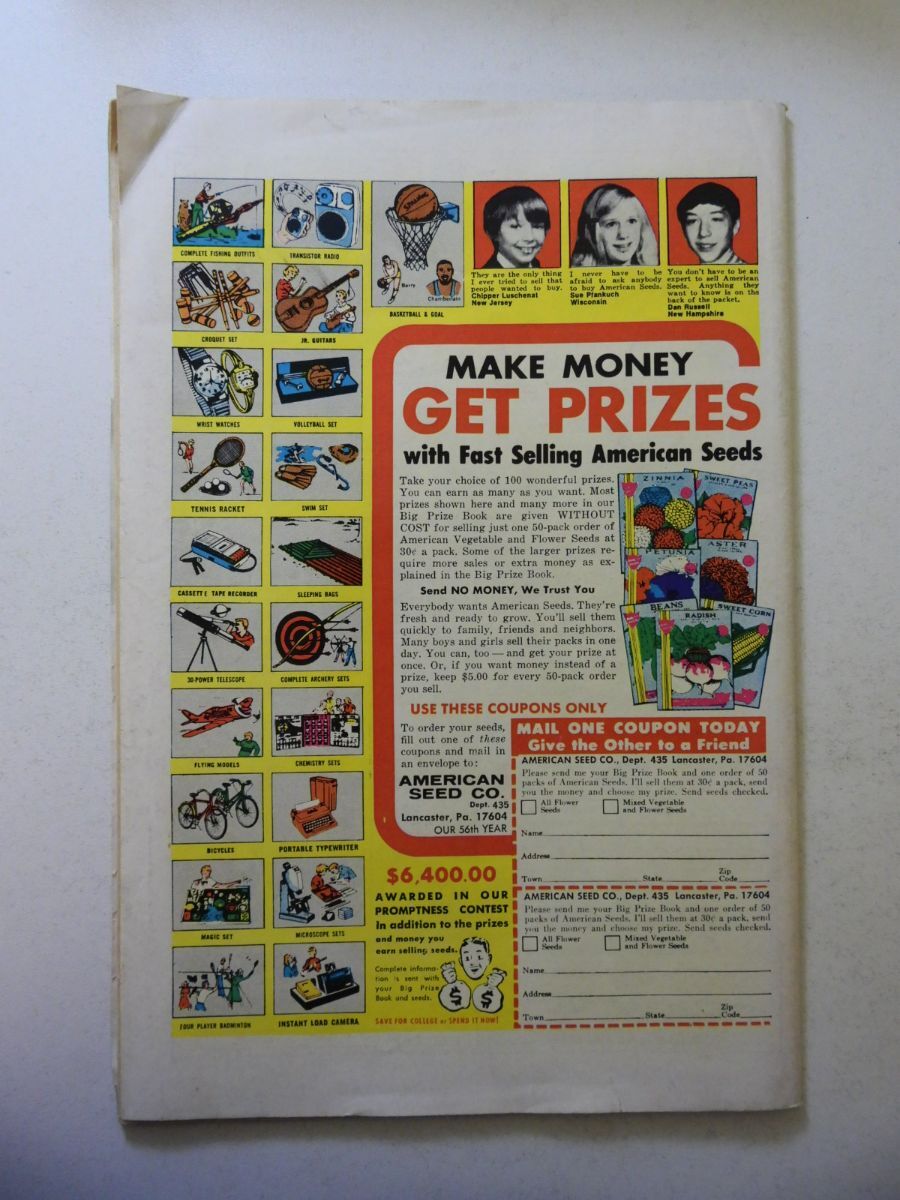 COMPLETE FISHING OUTFITS
TRANSISTOR RADIO
CROQUET SET
JR. GUITARS
WRIST WATCHES
VOLLEYBALL SET
TENNIS RACKET
SWIM SET
CASSETTE TAPE RECORDER
SLEEPING BAGS
30-POWER TELESCOPE
COMPLETE ARCHERY SETS
FLYING MODELS
CHEMISTRY SETS
BICYCLES
PORTABLE TYPEWRITER
MAGIC SET
MICROSCOPE SETS
FOUR PLAYER BADMINTON
INSTANT LOAD CAMERA
SPALDING
Barry
Chamberlain
BASKETBALL & GOAL
They are the only thing
I ever tried to sell that
people wanted to buy.
Chipper Luschenat
New Jersey
I never have to be
afraid to ask anybody
to buy American Seeds.
Sue Pfankuch
Wisconsin
You don't have to be an
expert to sell American
Seeds. Anything they
want to know is on the
back of the packet.
Dan Russell
New Hampshire
MAKE MONEY
GET PRIZES
with Fast Selling American Seeds
Take your choice of 100 wonderful prizes.
You can earn as many as you want. Most
prizes shown here and many more in our
Big Prize Book are given WITHOUT
COST for selling just one 50-pack order of
American Vegetable and Flower Seeds at
30¢ a pack. Some of the larger prizes re-
quire more sales or extra money as ex-
plained in the Big Prize Book.
Send NO MONEY, We Trust You
Everybody wants American Seeds. They're
fresh and ready to grow. You'll sell them
quickly to family, friends and neighbors.
Many boys and girls sell their packs in one
day. You can, too — and get your prize at
once. Or, if you want money instead of a
prize, keep $5.00 for every 50-pack order
you sell.
ZINNIA
SWEET PEAS
PETUNIA
ASTER
BEANS
RADISH
SWEET CORN
USE THESE COUPONS ONLY
To order your seeds,
fill out one of these
coupons and mail in
an envelope to:
AMERICAN
SEED CO.
Dept. 435
Lancaster, Pa. 17604
OUR 56th YEAR
MAIL ONE COUPON TODAY
Give the Other to a Friend
AMERICAN SEED CO., Dept. 435 Lancaster, Pa. 17604
Please send me your Big Prize Book and one order of 50
packs of American Seeds. I'll sell them at 30¢ a pack, send
you the money and choose my prize. Send seeds checked.
All Flower Seeds
Mixed Vegetable and Flower Seeds
Name
Address
Town State Zip Code
AMERICAN SEED CO., Dept. 435 Lancaster, Pa. 17604
Please send me your Big Prize Book and one order of 50
packs of American Seeds. I'll sell them at 30¢ a pack, send
you the money and choose my prize. Send seeds checked.
All Flower Seeds
Mixed Vegetable and Flower Seeds
Name
Address
Town State Zip Code
$6,400.00
AWARDED IN OUR
PROMPTNESS CONTEST
In addition to the prizes
and money you
earn selling seeds.
Complete informa-
tion is sent with
your Big Prize
Book and seeds.
$ $
SAVE FOR COLLEGE or SPEND IT NOW!